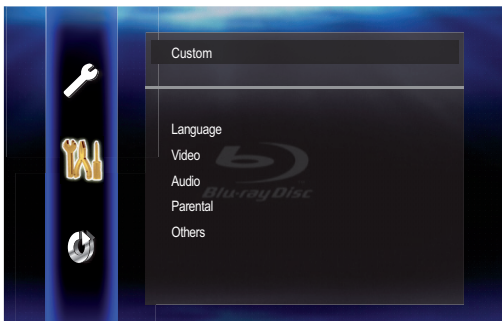 Custom
Language
Video
Audio
Parental
Others
Blu-ray Disc